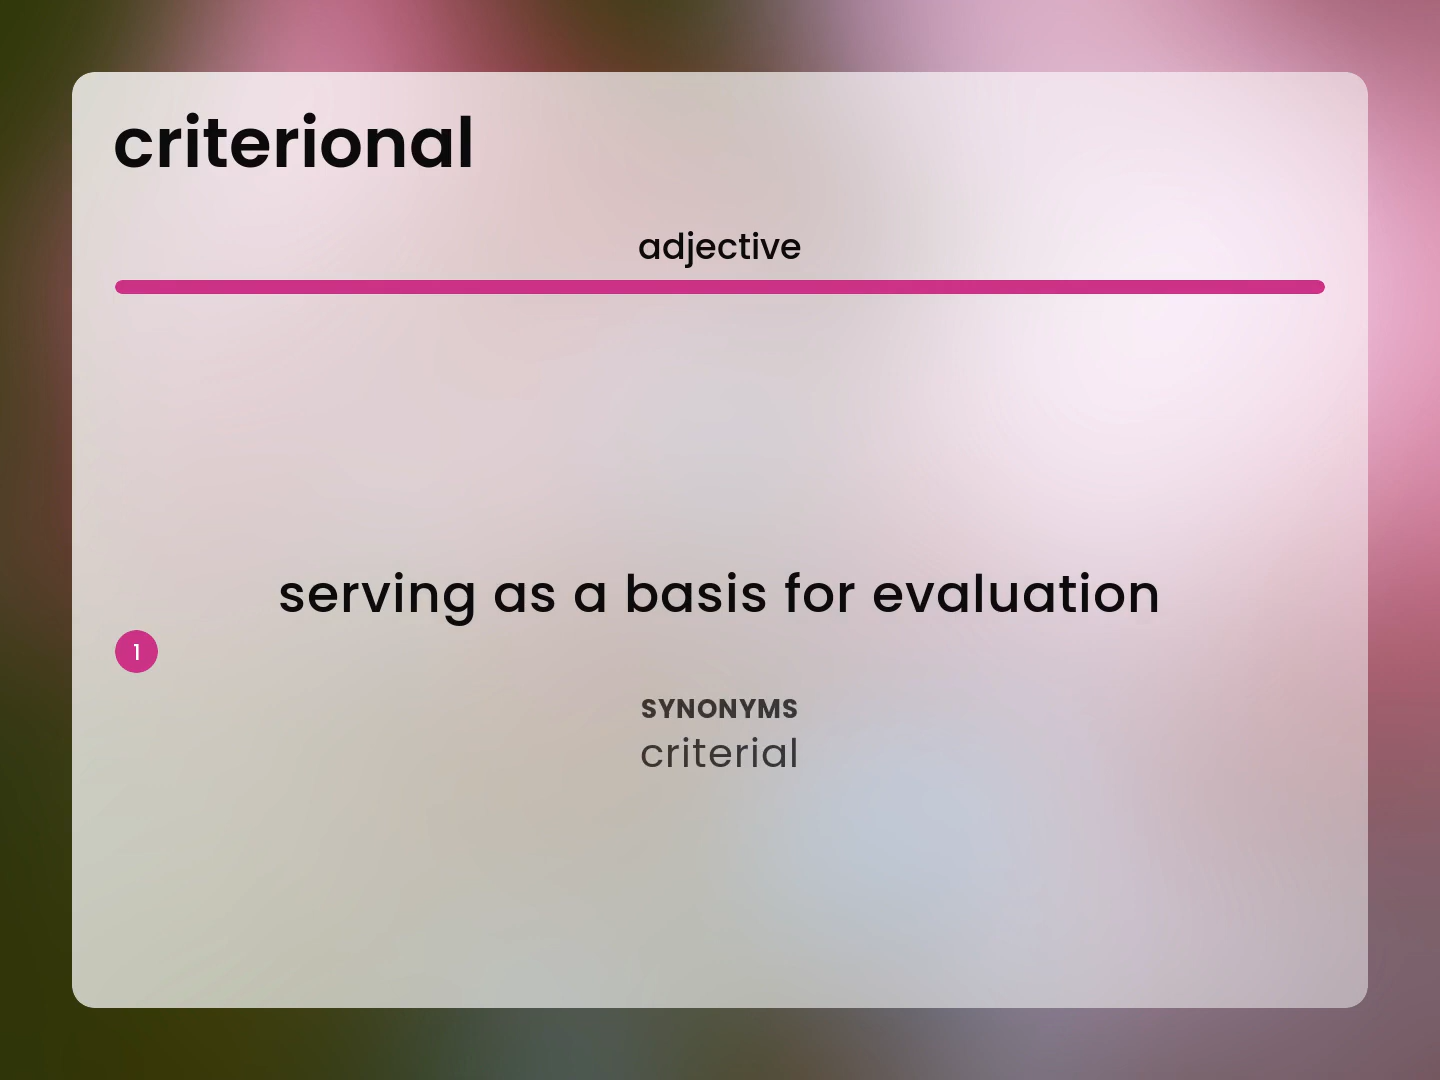 criterional
adjective
serving as a basis for evaluation
1
SYNONYMS
criterial